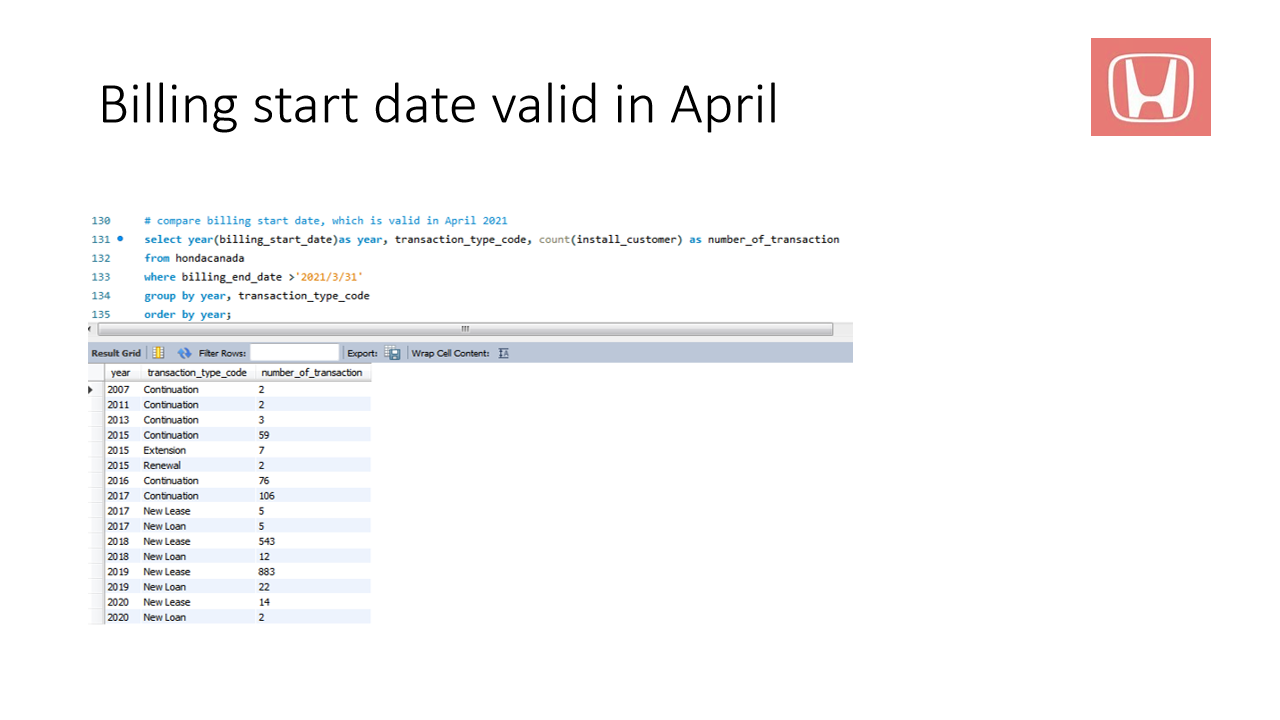 Billing start date valid in April
130 # compare billing start date, which is valid in April 2021
131 select year(billing_start_date)as year, transaction_type_code, count(install_customer) as number_of_transaction
132 from hondacanada
133 where billing_end_date >'2021/3/31'
134 group by year, transaction_type_code
135 order by year;
Result Grid Filter Rows: Export: Wrap Cell Content: IA
year transaction_type_code number_of_transaction
2007 Continuation 2
2011 Continuation 2
2013 Continuation 3
2015 Continuation 59
2015 Extension 7
2015 Renewal 2
2016 Continuation 76
2017 Continuation 106
2017 New Lease 5
2017 New Loan 5
2018 New Lease 543
2018 New Loan 12
2019 New Lease 883
2019 New Loan 22
2020 New Lease 14
2020 New Loan 2